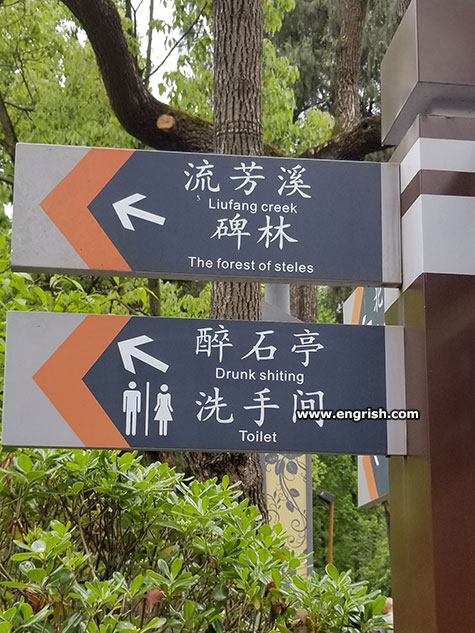 流芳溪
Liufang creek
碑林
The forest of steles
醉石亭
Drunk shiting
洗手间
Toilet
www.engrish.com